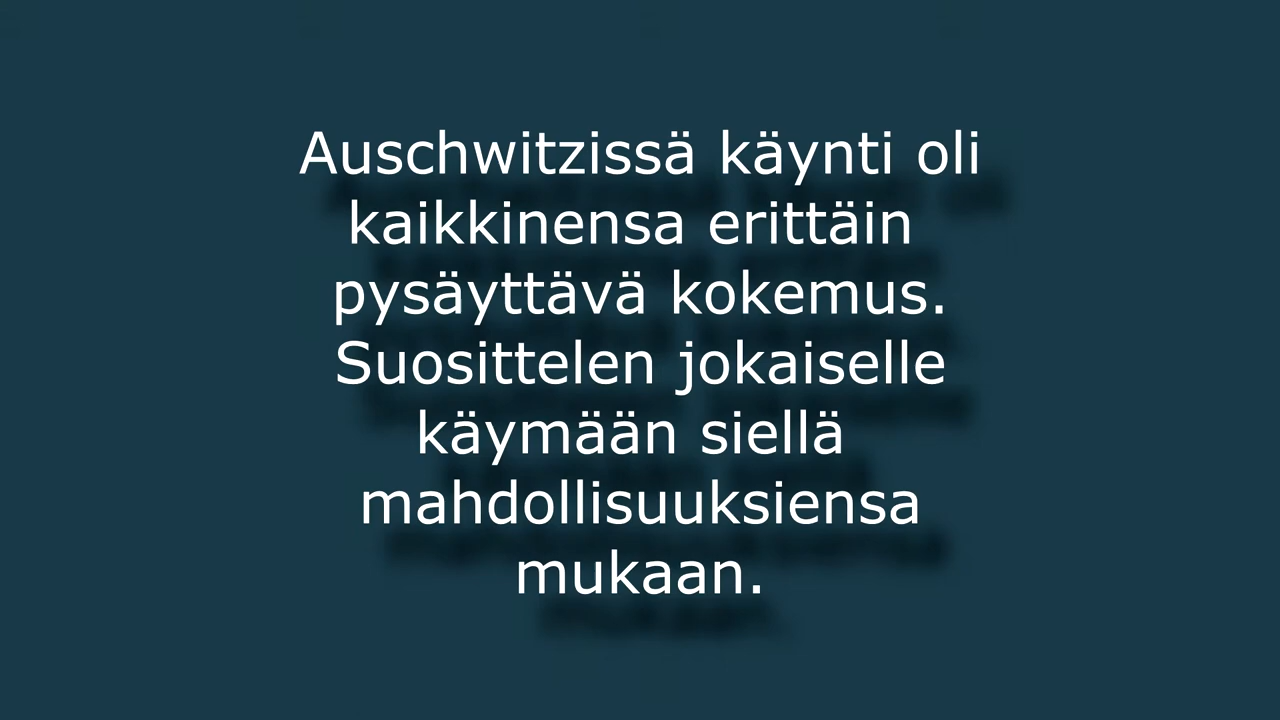 Auschwitzissä käynti oli
kaikkinensa erittäin
pysäyttävä kokemus.
Suosittelen jokaiselle
käymään siellä
mahdollisuuksiensa
mukaan.